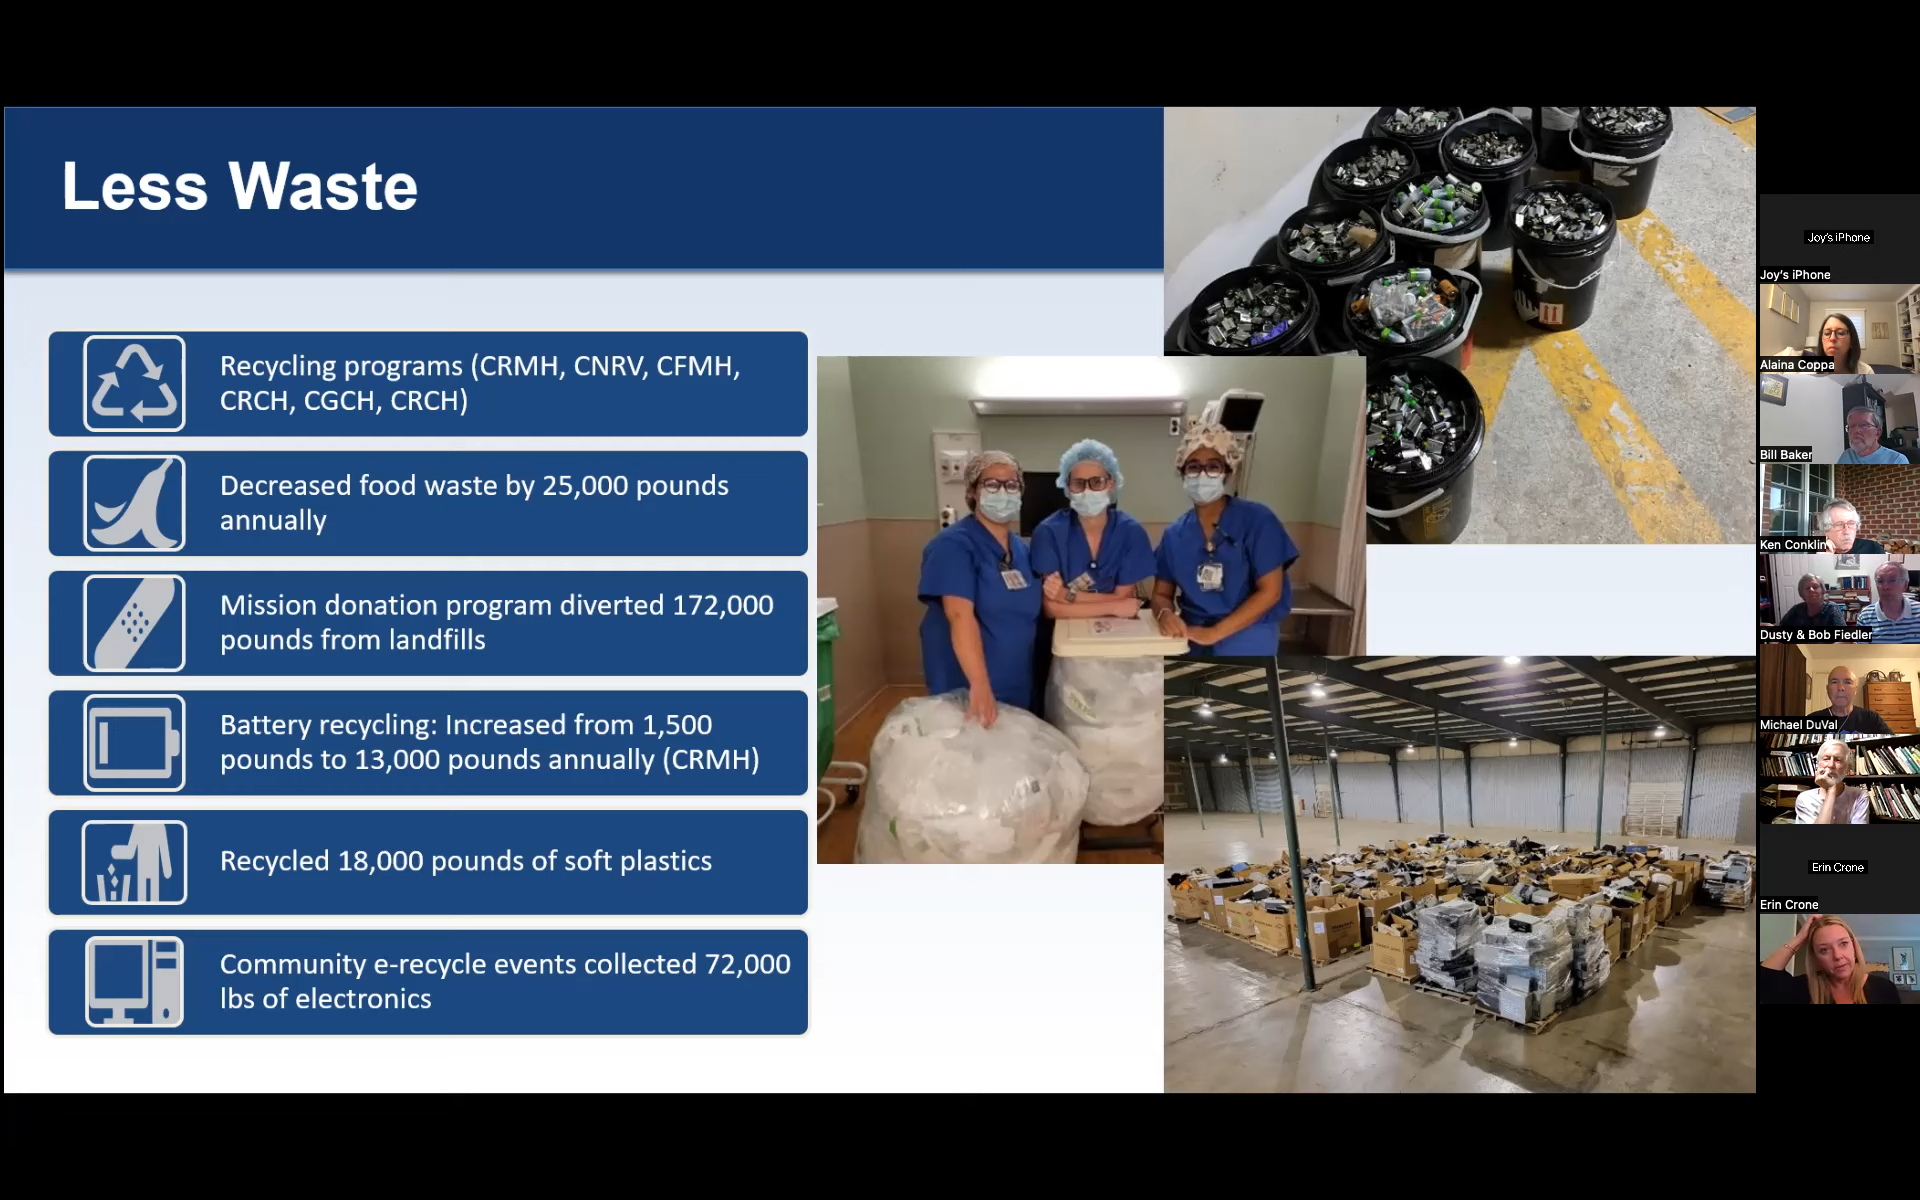 Less Waste
Recycling programs (CRMH, CNRV, CFMH,
CRCH, CGCH, CRCH)
Decreased food waste by 25,000 pounds
annually
Mission donation program diverted 172,000
pounds from landfills
Battery recycling: Increased from 1,500
pounds to 13,000 pounds annually (CRMH)
Recycled 18,000 pounds of soft plastics
Community e-recycle events collected 72,000
lbs of electronics
Joy's iPhone
Joy's iPhone
Alaina Coppa
Bill Baker
Ken Conklin
Dusty & Bob Fiedler
Michael DuVal
Erin Crone
Erin Crone